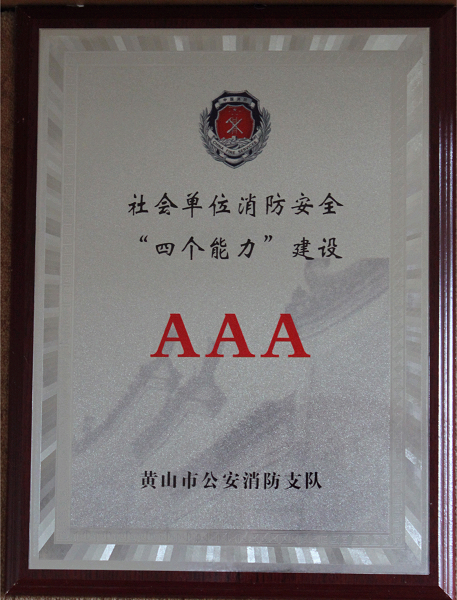 社会单位消防安全
“四个能力”建设
AAA
黄山市公安消防支队